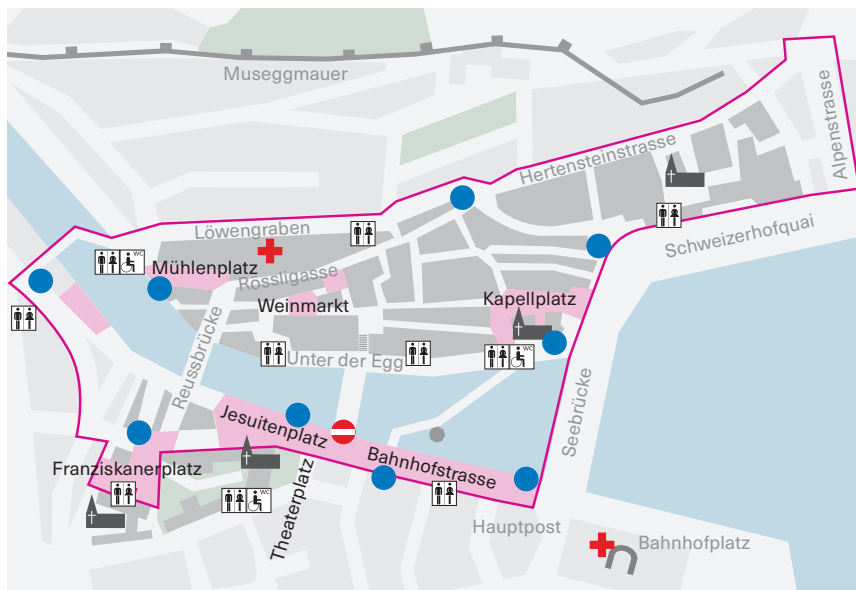 Museggmauer
Alpenstrasse
Hertensteinstrasse
Löwengraben
Schweizerhofquai
WC
Mühlenplatz
Rössligasse
Weinmarkt
Kapellplatz
Reussbrücke
WC
Unter der Egg
Seebrücke
Jesuitenplatz
Bahnhofstrasse
Franziskanerplatz
WC
Theaterplatz
Hauptpost
Bahnhofplatz